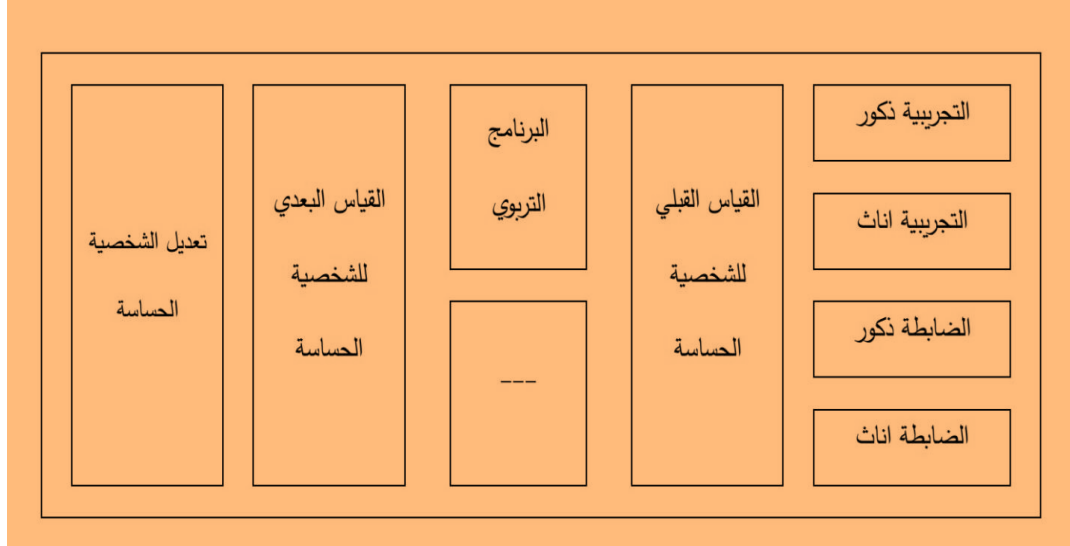 التجريبية ذكور
التجريبية اناث
الضابطة ذكور
الضابطة اناث
القياس القبلي
للشخصية
الحساسة
البرنامج
التربوي
---
القياس البعدي
للشخصية
الحساسة
تعديل الشخصية
الحساسة